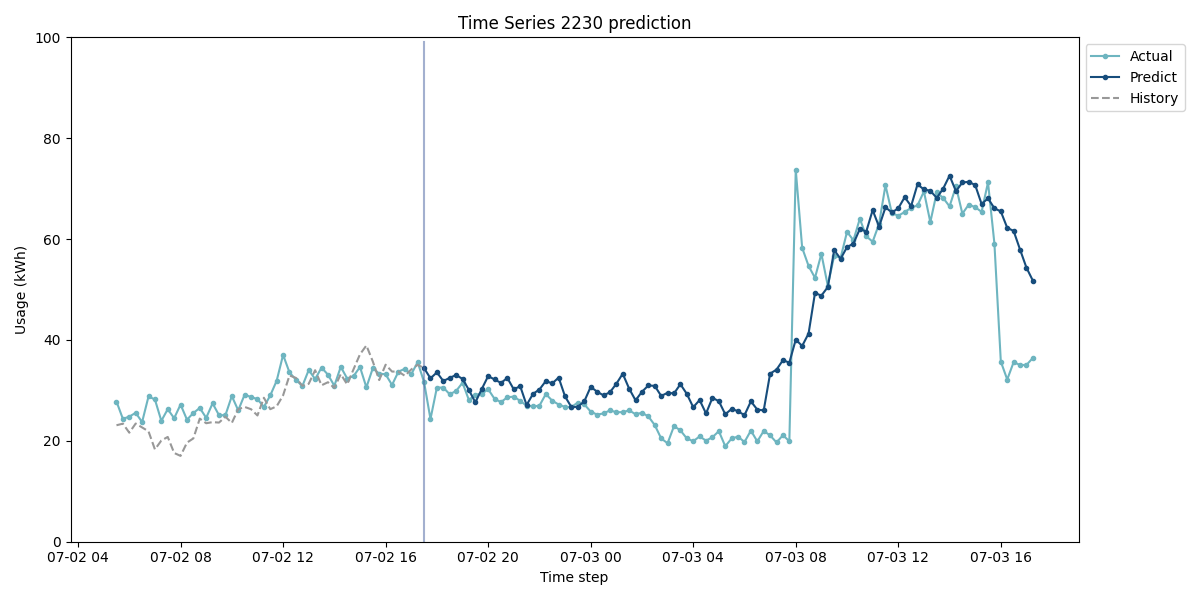 Time Series 2230 prediction
100
80
60
40
20
0
Usage (kWh)
07-02 04
07-02 08
07-02 12
07-02 16
07-02 20
07-03 00
07-03 04
07-03 08
07-03 12
07-03 16
Time step
Actual
Predict
History